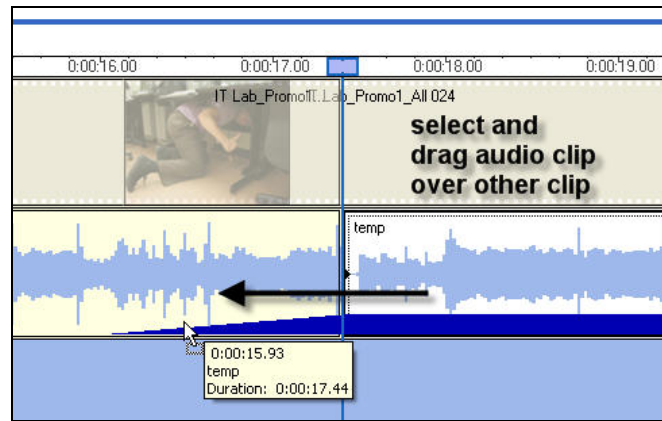 0:00:16.00 0:00:17.00 0:00:18.00 0:00:19.00
IT Lab_Promo1 Lab_Promo1_All 024
select and
drag audio clip
over other clip
temp
0:00:15.93
temp
Duration: 0:00:17.44